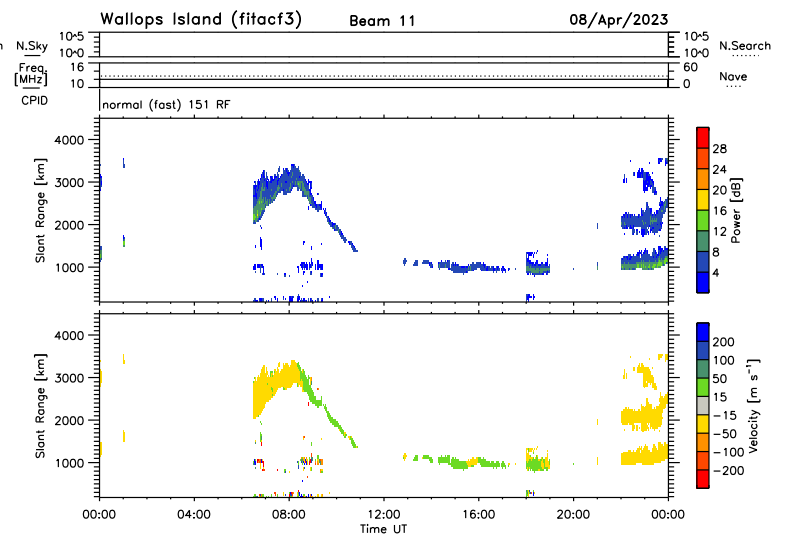 Wallops Island (fitacf3) Beam 11 08/Apr/2023
n N.Sky 10^5 10^0 10^5 10^0 N.Search
Freq. [MHz] 16 10 60 0 Nave
CPID normal (fast) 151 RF
Slant Range [km]
4000
3000
2000
1000
28
24
20
16
12
8
4
Power [dB]
Slant Range [km]
4000
3000
2000
1000
200
100
50
15
-15
-50
-100
-200
Velocity [m s⁻¹]
00:00 04:00 08:00 12:00 16:00 20:00 00:00
Time UT